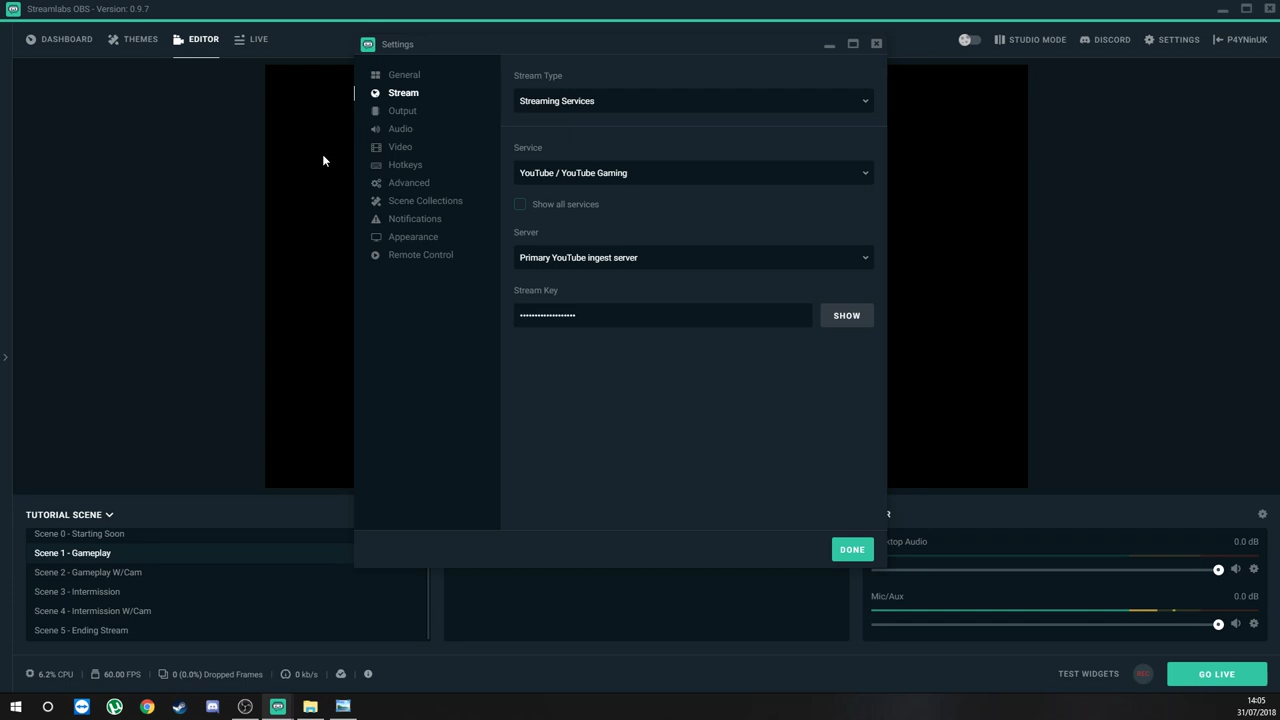 Streamlabs OBS - Version: 0.9.7
DASHBOARD
THEMES
EDITOR
LIVE
STUDIO MODE
DISCORD
SETTINGS
P4YNinUK
Settings
General
Stream
Output
Audio
Video
Hotkeys
Advanced
Scene Collections
Notifications
Appearance
Remote Control
Stream Type
Streaming Services
Service
YouTube / YouTube Gaming
Show all services
Server
Primary YouTube ingest server
Stream Key
•••••••••••••••••••
SHOW
DONE
TUTORIAL SCENE
Scene 0 - Starting Soon
Scene 1 - Gameplay
Scene 2 - Gameplay W/Cam
Scene 3 - Intermission
Scene 4 - Intermission W/Cam
Scene 5 - Ending Stream
R
ktop Audio
0.0 dB
Mic/Aux
0.0 dB
6.2% CPU
60.00 FPS
0 (0.0%) Dropped Frames
0 kb/s
TEST WIDGETS
REC
GO LIVE
14:05
31/07/2018